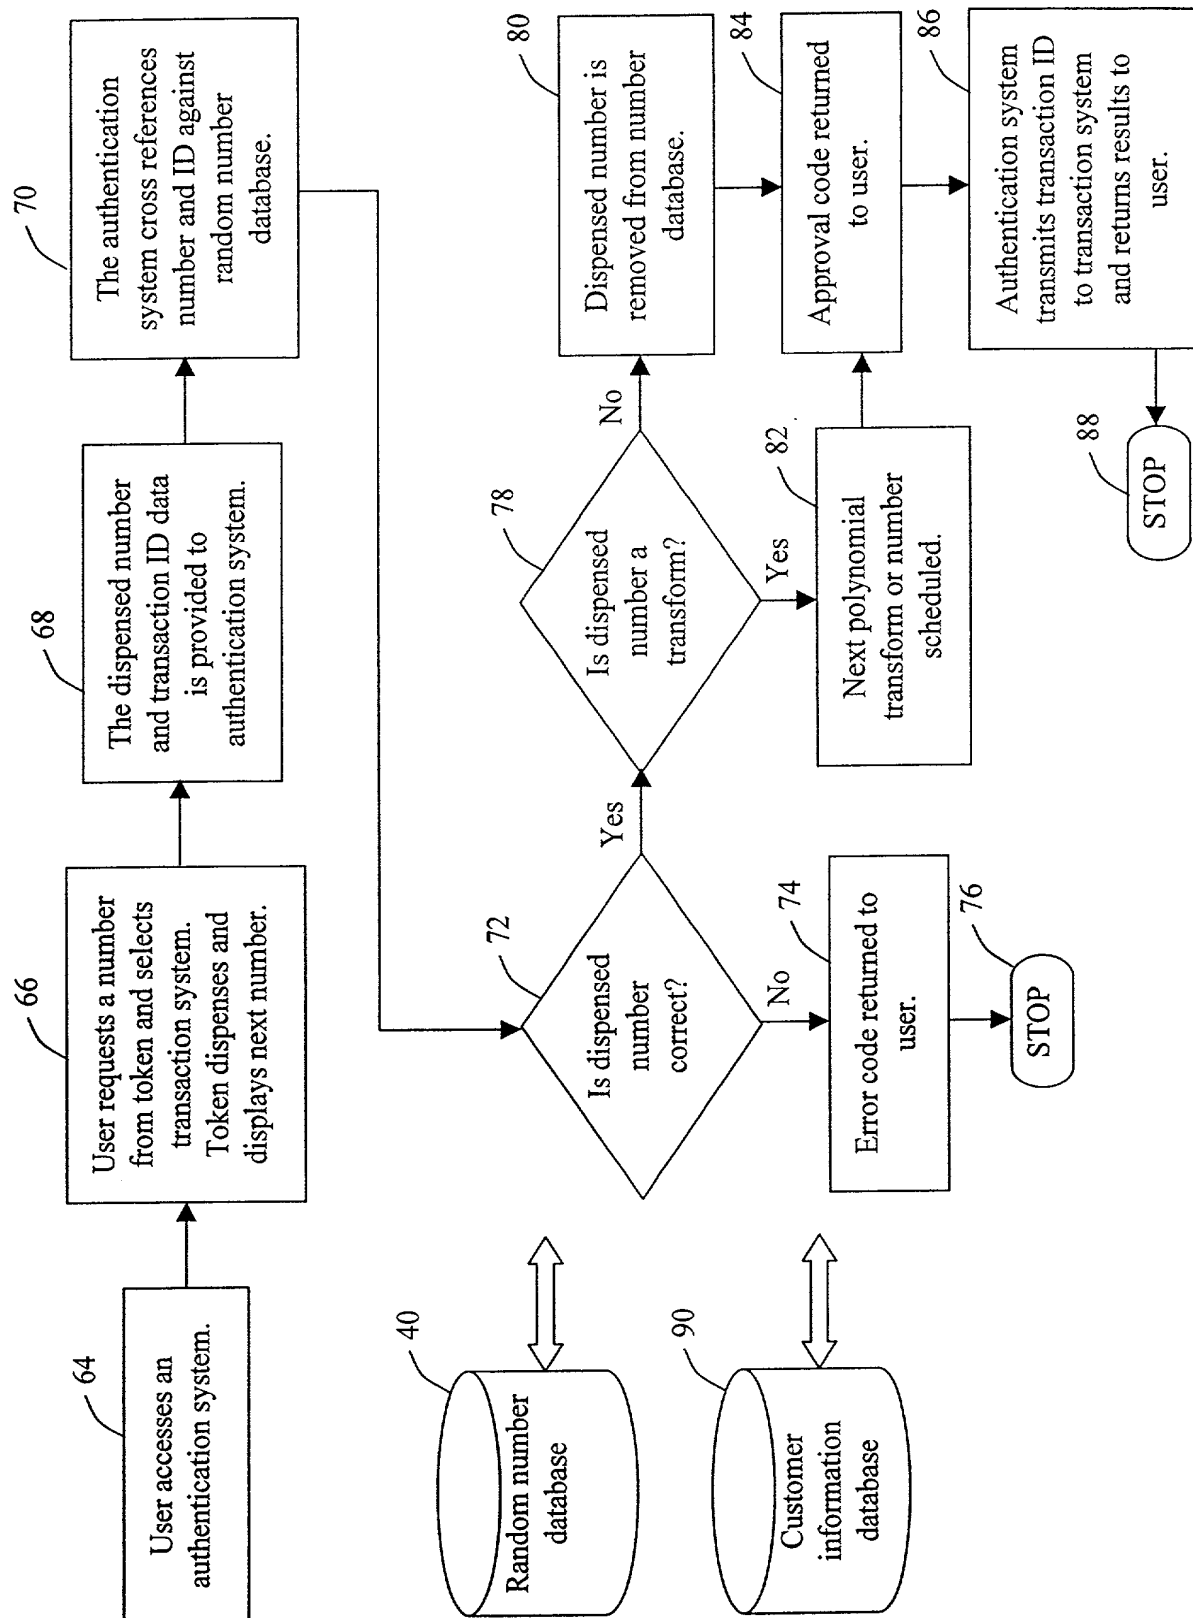 64
User accesses an
authentication system.
66
User requests a number
from token and selects
transaction system.
Token dispenses and
displays next number.
68
The dispensed number
and transaction ID data
is provided to
authentication system.
70
The authentication
system cross references
number and ID against
random number
database.
40
Random number
database
90
Customer
information
database
72
Is dispensed
number
correct?
Yes
No
74
Error code returned to
user.
76
STOP
78
Is dispensed
number a
transform?
No
Yes
80
Dispensed number is
removed from number
database.
82
Next polynomial
transform or number
scheduled.
84
Approval code returned
to user.
86
Authentication system
transmits transaction ID
to transaction system
and returns results to
user.
88
STOP